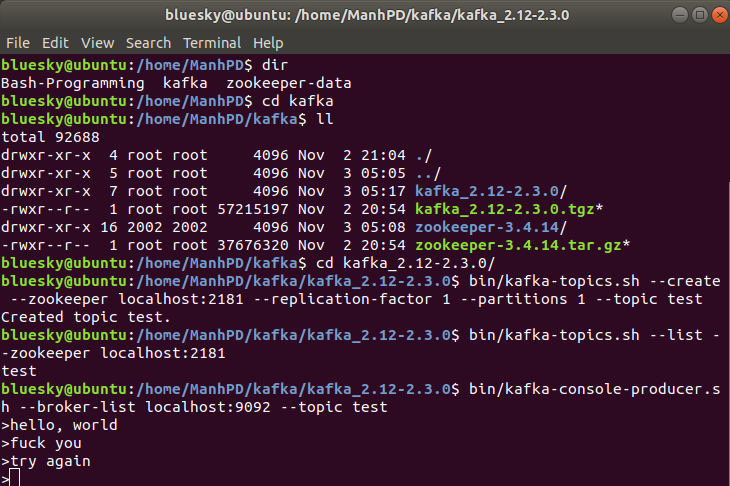 bluesky@ubuntu: /home/ManhPD/kafka/kafka_2.12-2.3.0
File Edit View Search Terminal Help
bluesky@ubuntu:/home/ManhPD$ dir
Bash-Programming  kafka  zookeeper-data
bluesky@ubuntu:/home/ManhPD$ cd kafka
bluesky@ubuntu:/home/ManhPD/kafka$ ll
total 92688
drwxr-xr-x  4 root root     4096 Nov  2 21:04 ./
drwxr-xr-x  5 root root     4096 Nov  3 05:05 ../
drwxr-xr-x  7 root root     4096 Nov  3 05:17 kafka_2.12-2.3.0/
-rwxr--r--  1 root root 57215197 Nov  2 20:54 kafka_2.12-2.3.0.tgz*
drwxr-xr-x 16 2002 2002     4096 Nov  3 05:08 zookeeper-3.4.14/
-rwxr--r--  1 root root 37676320 Nov  2 20:54 zookeeper-3.4.14.tar.gz*
bluesky@ubuntu:/home/ManhPD/kafka$ cd kafka_2.12-2.3.0/
bluesky@ubuntu:/home/ManhPD/kafka/kafka_2.12-2.3.0$ bin/kafka-topics.sh --create
 --zookeeper localhost:2181 --replication-factor 1 --partitions 1 --topic test
Created topic test.
bluesky@ubuntu:/home/ManhPD/kafka/kafka_2.12-2.3.0$ bin/kafka-topics.sh --list -
-zookeeper localhost:2181
test
bluesky@ubuntu:/home/ManhPD/kafka/kafka_2.12-2.3.0$ bin/kafka-console-producer.s
h --broker-list localhost:9092 --topic test
>hello, world
>fuck you
>try again
>